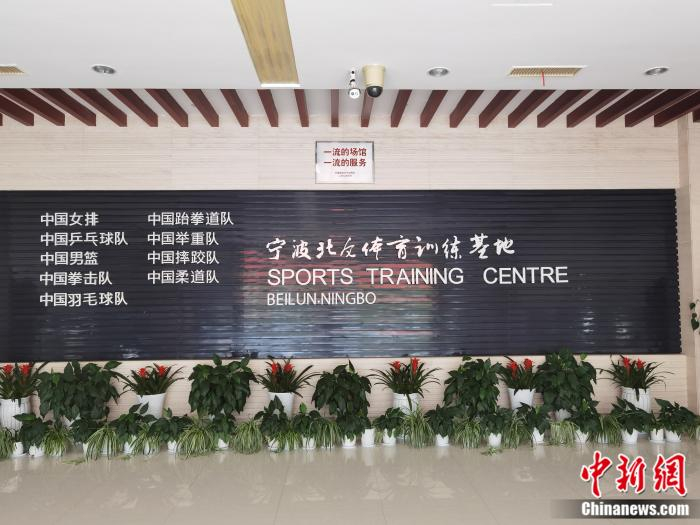 一流的场馆
一流的服务
中国女排
中国乒乓球队
中国男篮
中国拳击队
中国羽毛球队
中国跆拳道队
中国举重队
中国摔跤队
中国柔道队
宁波北仑体育训练基地
SPORTS TRAINING CENTRE
BEILUN.NINGBO
中新网
Chinanews.com